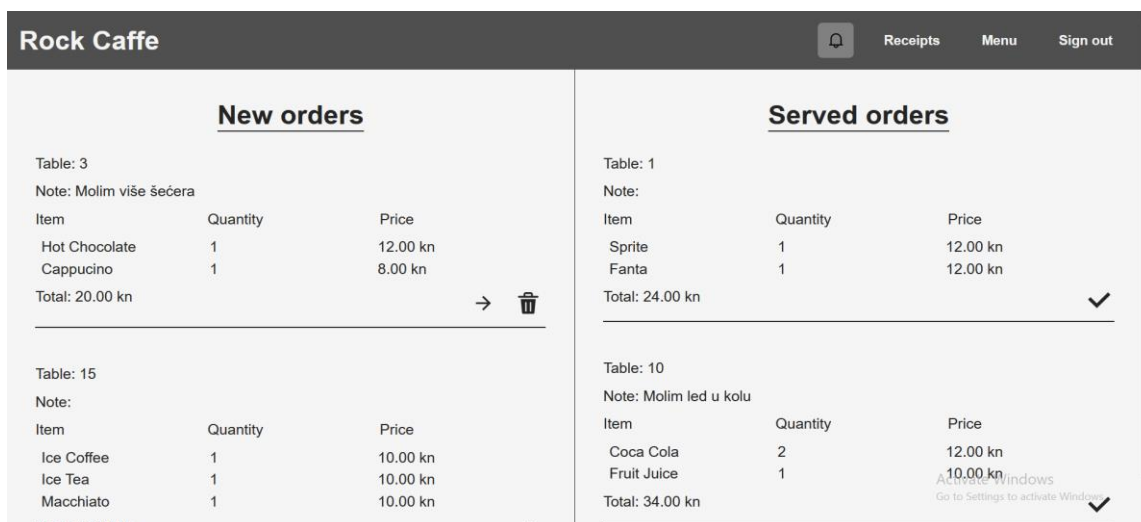 Rock Caffe
Receipts Menu Sign out
New orders
Table: 3
Note: Molim više šećera
Item Quantity Price
Hot Chocolate 1 12.00 kn
Cappucino 1 8.00 kn
Total: 20.00 kn
Table: 15
Note:
Item Quantity Price
Ice Coffee 1 10.00 kn
Ice Tea 1 10.00 kn
Macchiato 1 10.00 kn
Served orders
Table: 1
Note:
Item Quantity Price
Sprite 1 12.00 kn
Fanta 1 12.00 kn
Total: 24.00 kn
Table: 10
Note: Molim led u kolu
Item Quantity Price
Coca Cola 2 12.00 kn
Fruit Juice 1 10.00 kn
Total: 34.00 kn
Activate Windows
Go to Settings to activate Windows.